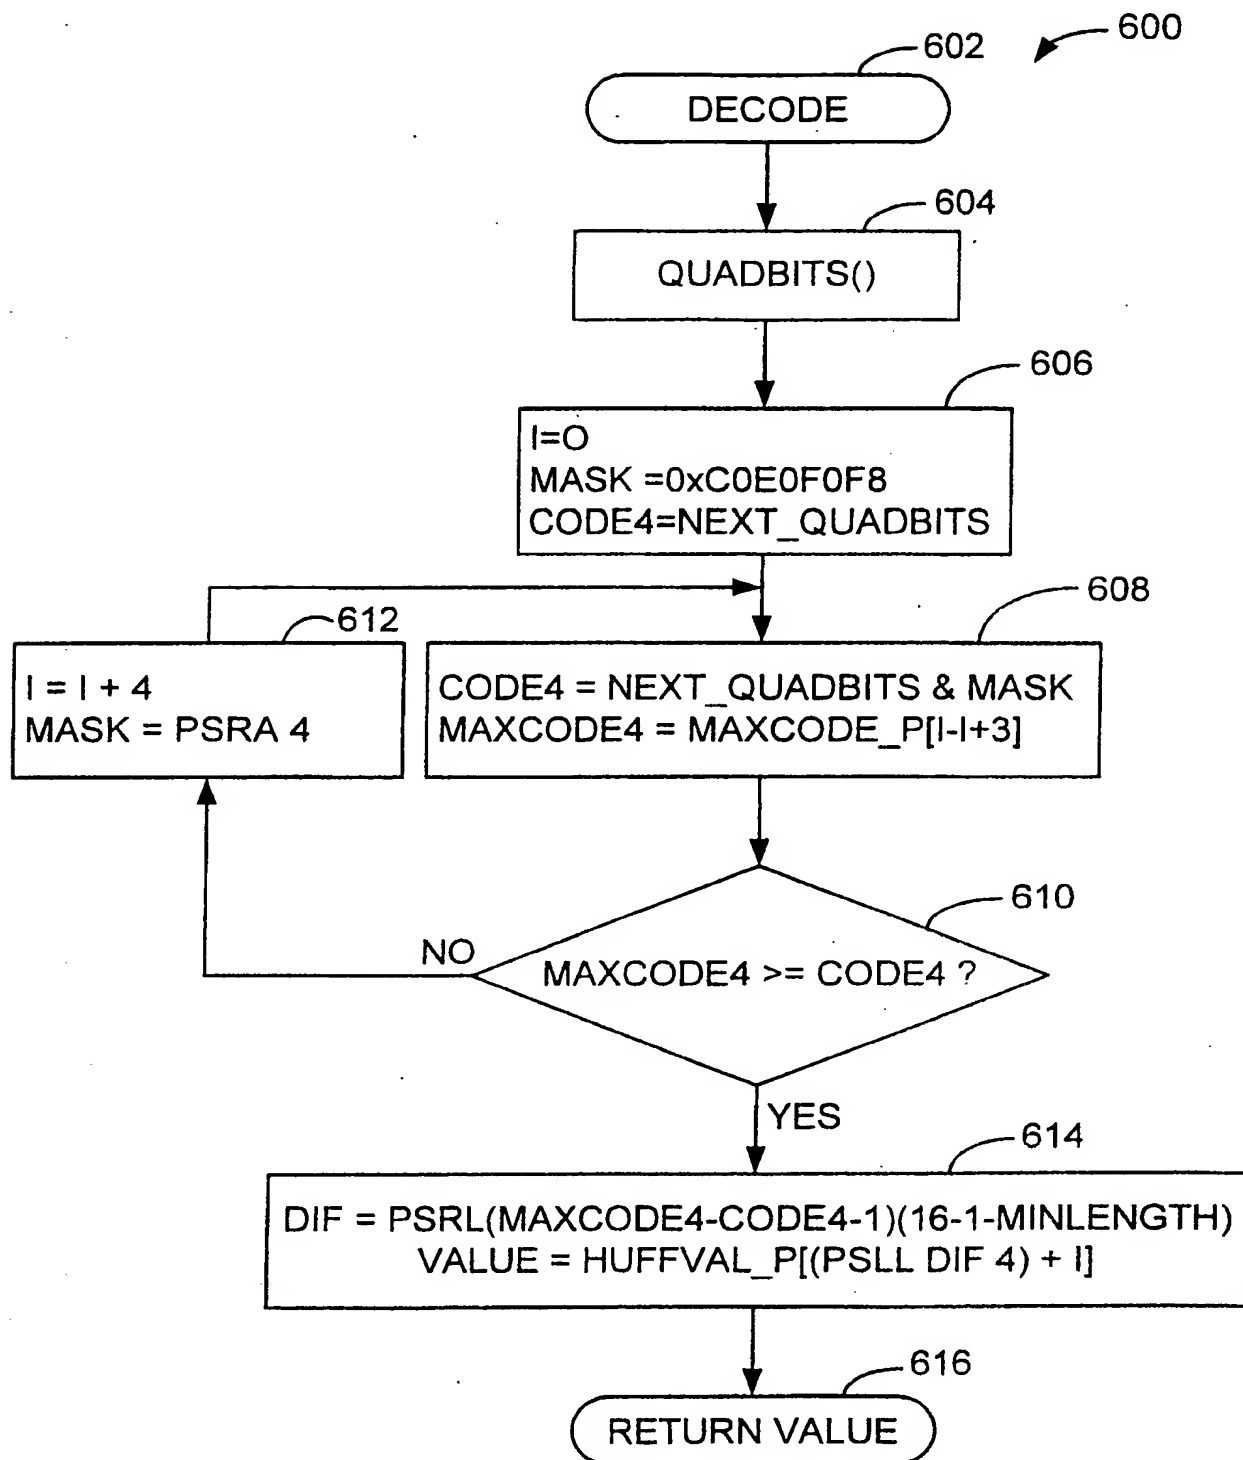 600
602
DECODE
604
QUADBITS()
606
I=O
MASK =0xC0E0F0F8
CODE4=NEXT_QUADBITS
608
612
I = I + 4
MASK = PSRA 4
CODE4 = NEXT_QUADBITS & MASK
MAXCODE4 = MAXCODE_P[I-I+3]
610
NO
MAXCODE4 >= CODE4 ?
YES
614
DIF = PSRL(MAXCODE4-CODE4-1)(16-1-MINLENGTH)
VALUE = HUFFVAL_P[(PSLL DIF 4) + I]
616
RETURN VALUE